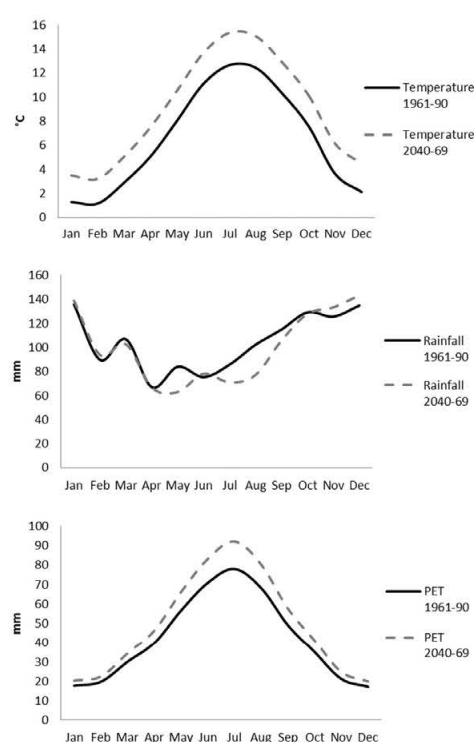 16
14
12
10
8
6
4
2
0
°C
Jan Feb Mar Apr May Jun Jul Aug Sep Oct Nov Dec
Temperature
1961-90
Temperature
2040-69
160
140
120
100
80
60
40
20
0
mm
Jan Feb Mar Apr May Jun Jul Aug Sep Oct Nov Dec
Rainfall
1961-90
Rainfall
2040-69
100
90
80
70
60
50
40
30
20
10
0
mm
Jan Feb Mar Apr May Jun Jul Aug Sep Oct Nov Dec
PET
1961-90
PET
2040-69